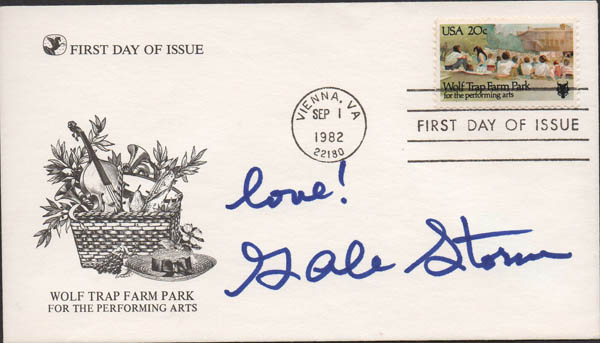 FIRST DAY OF ISSUE
USA 20c
Wolf Trap Farm Park
for the performing arts
VIENNA, VA
SEP 1
1982
22180
FIRST DAY OF ISSUE
love!
Gale Storm
WOLF TRAP FARM PARK
FOR THE PERFORMING ARTS